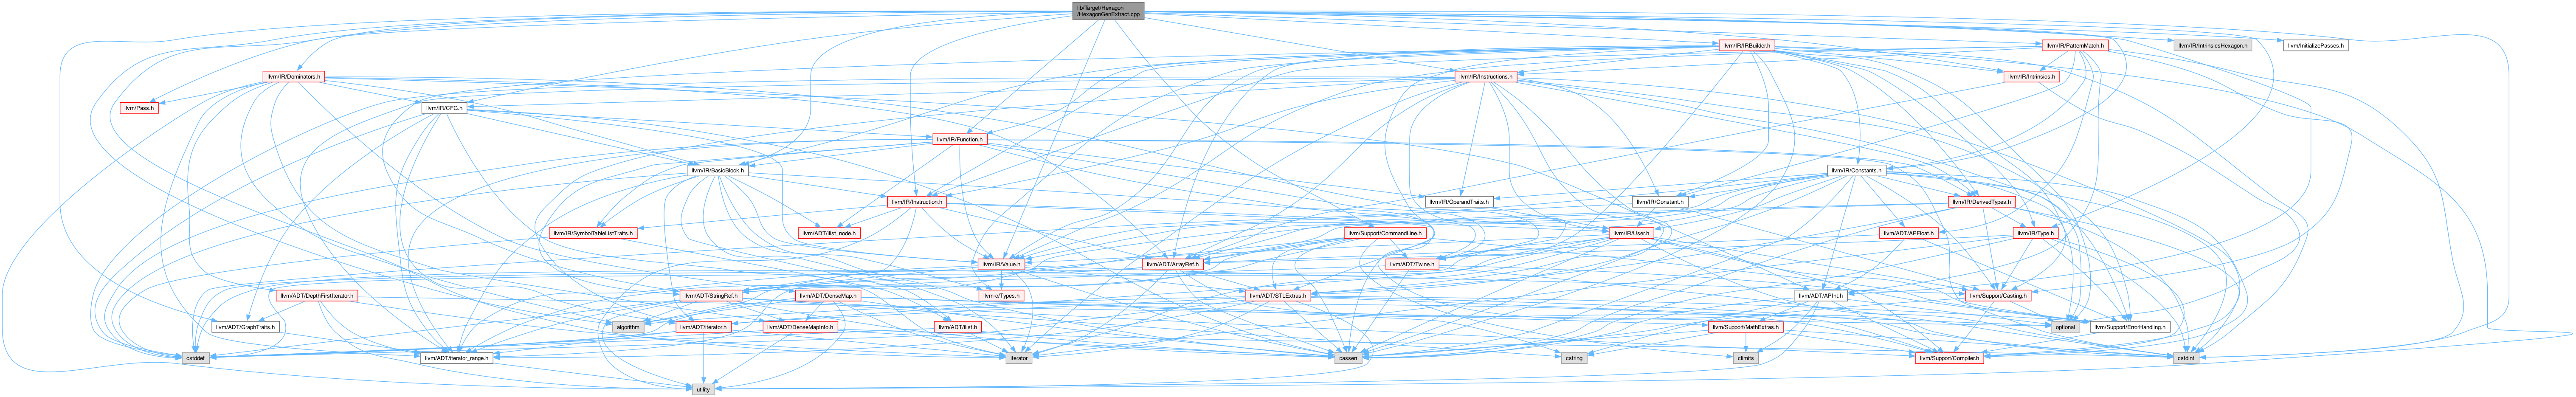 lib/Target/Hexagon
/HexagonGenExtract.cpp
llvm/IR/IRBuilder.h
llvm/IR/PatternMatch.h
llvm/IR/IntrinsicsHexagon.h
llvm/InitializePasses.h
llvm/IR/Dominators.h
llvm/IR/Instructions.h
llvm/IR/Intrinsics.h
llvm/Pass.h
llvm/IR/CFG.h
llvm/IR/Function.h
llvm/IR/BasicBlock.h
llvm/IR/Constants.h
llvm/IR/Instruction.h
llvm/IR/OperandTraits.h
llvm/IR/Constant.h
llvm/IR/DerivedTypes.h
llvm/IR/SymbolTableListTraits.h
llvm/ADT/ilist_node.h
llvm/Support/CommandLine.h
llvm/IR/User.h
llvm/ADT/APFloat.h
llvm/IR/Type.h
llvm/IR/Value.h
llvm/ADT/ArrayRef.h
llvm/ADT/Twine.h
llvm/ADT/DepthFirstIterator.h
llvm/ADT/StringRef.h
llvm/ADT/DenseMap.h
llvm-c/Types.h
llvm/ADT/STLExtras.h
llvm/ADT/APInt.h
llvm/Support/Casting.h
llvm/ADT/GraphTraits.h
algorithm
llvm/ADT/iterator.h
llvm/ADT/DenseMapInfo.h
llvm/ADT/ilist.h
llvm/Support/MathExtras.h
optional
llvm/Support/ErrorHandling.h
cstddef
llvm/ADT/iterator_range.h
iterator
cassert
cstring
climits
llvm/Support/Compiler.h
cstdint
utility